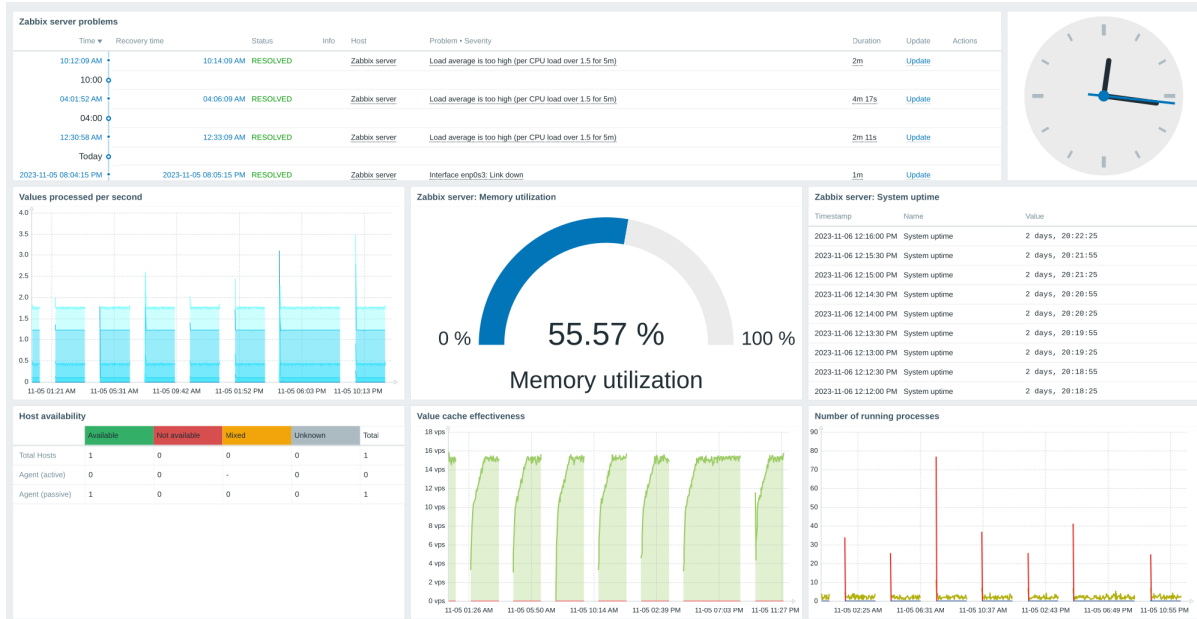 Zabbix server problems
Time ▼ Recovery time Status Info Host Problem • Severity Duration Update Actions
10:12:09 AM 10:14:09 AM RESOLVED Zabbix server Load average is too high (per CPU load over 1.5 for 5m) 2m Update
10:00
04:01:52 AM 04:06:09 AM RESOLVED Zabbix server Load average is too high (per CPU load over 1.5 for 5m) 4m 17s Update
04:00
12:30:58 AM 12:33:09 AM RESOLVED Zabbix server Load average is too high (per CPU load over 1.5 for 5m) 2m 11s Update
Today
2023-11-05 08:04:15 PM 2023-11-05 08:05:15 PM RESOLVED Zabbix server Interface enp0s3: Link down 1m Update
Values processed per second
4.0
3.5
3.0
2.5
2.0
1.5
1.0
0.5
0
11-05 01:21 AM 11-05 05:31 AM 11-05 09:42 AM 11-05 01:52 PM 11-05 06:03 PM 11-05 10:13 PM
Zabbix server: Memory utilization
0 % 55.57 % 100 %
Memory utilization
Zabbix server: System uptime
Timestamp Name Value
2023-11-06 12:16:00 PM System uptime 2 days, 20:22:25
2023-11-06 12:15:30 PM System uptime 2 days, 20:21:55
2023-11-06 12:15:00 PM System uptime 2 days, 20:21:25
2023-11-06 12:14:30 PM System uptime 2 days, 20:20:55
2023-11-06 12:14:00 PM System uptime 2 days, 20:20:25
2023-11-06 12:13:30 PM System uptime 2 days, 20:19:55
2023-11-06 12:13:00 PM System uptime 2 days, 20:19:25
2023-11-06 12:12:30 PM System uptime 2 days, 20:18:55
2023-11-06 12:12:00 PM System uptime 2 days, 20:18:25
Host availability
Available Not available Mixed Unknown Total
Total Hosts 1 0 0 0 1
Agent (active) 0 0 - 0 0
Agent (passive) 1 0 0 0 1
Value cache effectiveness
18 vps
16 vps
14 vps
12 vps
10 vps
8 vps
6 vps
4 vps
2 vps
0 vps
11-05 01:26 AM 11-05 05:50 AM 11-05 10:14 AM 11-05 02:39 PM 11-05 07:03 PM 11-05 11:27 PM
Number of running processes
90
80
70
60
50
40
30
20
10
0
11-05 02:25 AM 11-05 06:31 AM 11-05 10:37 AM 11-05 02:43 PM 11-05 06:49 PM 11-05 10:55 PM